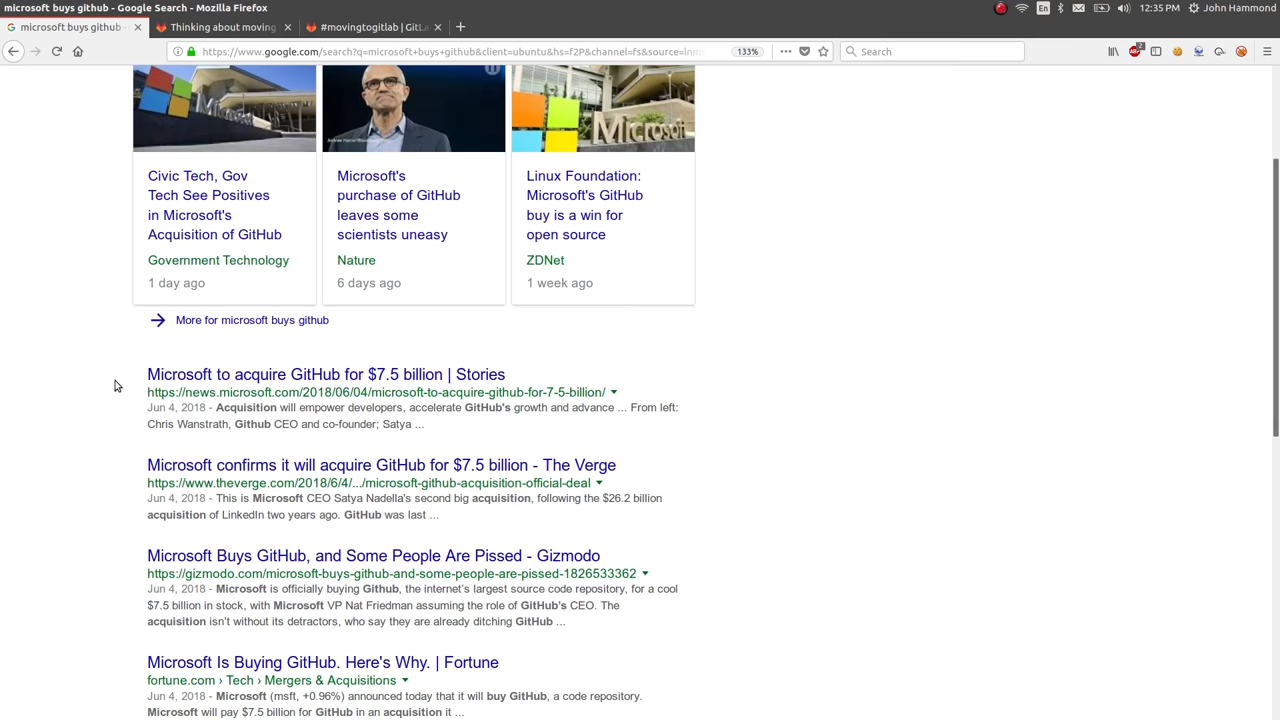 microsoft buys github - Google Search - Mozilla Firefox
En
12:35 PM
John Hammond
microsoft buys github -
Thinking about moving
#movingtogitlab | GitLa
https://www.google.com/search?q=microsoft+buys+github&client=ubuntu&hs=f2P&channel=fs&source=lnms
133%
Search
2
Microsoft
Microsoft
Civic Tech, Gov
Tech See Positives
in Microsoft's
Acquisition of GitHub
Government Technology
1 day ago
Microsoft's
purchase of GitHub
leaves some
scientists uneasy
Nature
6 days ago
Linux Foundation:
Microsoft's GitHub
buy is a win for
open source
ZDNet
1 week ago
More for microsoft buys github
Microsoft to acquire GitHub for $7.5 billion | Stories
https://news.microsoft.com/2018/06/04/microsoft-to-acquire-github-for-7-5-billion/
Jun 4, 2018 - Acquisition will empower developers, accelerate GitHub's growth and advance ... From left:
Chris Wanstrath, Github CEO and co-founder; Satya ...
Microsoft confirms it will acquire GitHub for $7.5 billion - The Verge
https://www.theverge.com/2018/6/4/.../microsoft-github-acquisition-official-deal
Jun 4, 2018 - This is Microsoft CEO Satya Nadella's second big acquisition, following the $26.2 billion
acquisition of LinkedIn two years ago. GitHub was last ...
Microsoft Buys GitHub, and Some People Are Pissed - Gizmodo
https://gizmodo.com/microsoft-buys-github-and-some-people-are-pissed-1826533362
Jun 4, 2018 - Microsoft is officially buying Github, the internet's largest source code repository, for a cool
$7.5 billion in stock, with Microsoft VP Nat Friedman assuming the role of GitHub's CEO. The
acquisition isn't without its detractors, who say they are already ditching GitHub ...
Microsoft Is Buying GitHub. Here's Why. | Fortune
fortune.com › Tech › Mergers & Acquisitions
Jun 4, 2018 - Microsoft (msft, +0.96%) announced today that it will buy GitHub, a code repository.
Microsoft will pay $7.5 billion for GitHub in an acquisition it ...